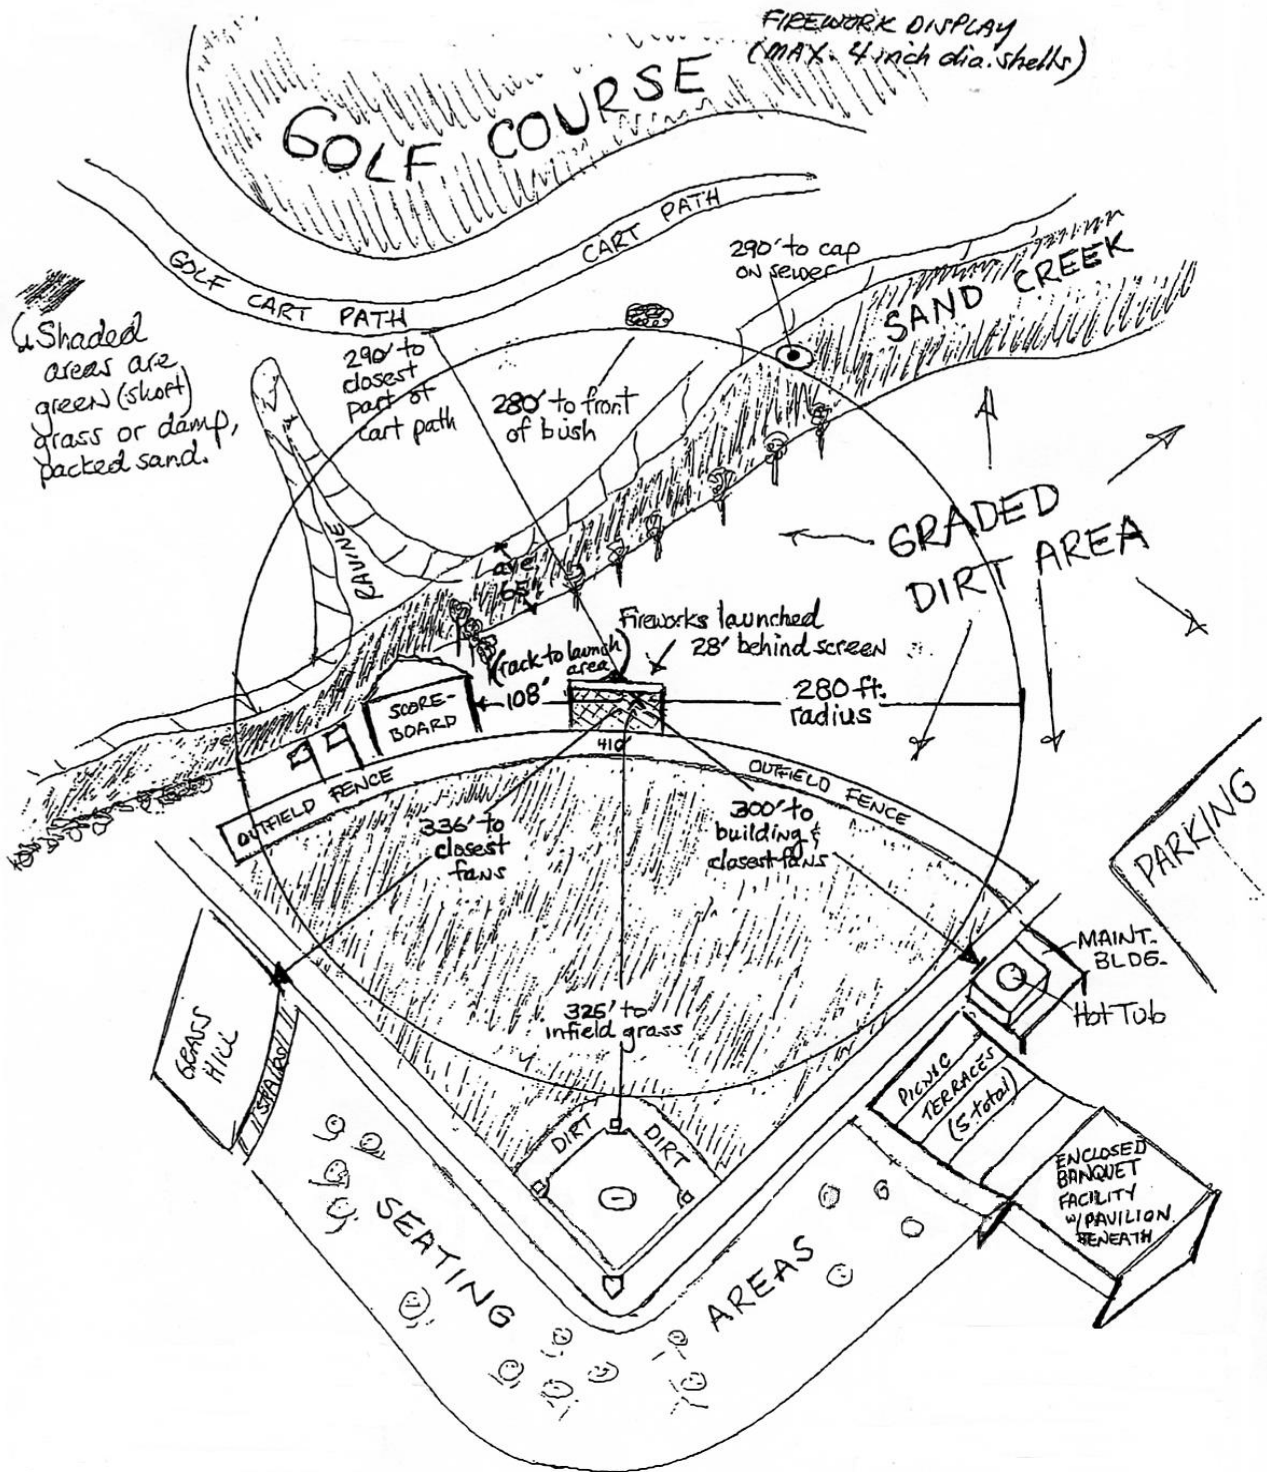 FIREWORK DISPLAY
(MAX. 4 inch dia. shells)
GOLF COURSE
GOLF CART PATH
CART PATH
290' to cap
ON sewer
SAND CREEK
Shaded
areas are
green (short)
grass or damp,
packed sand.
290' to
closest
part of
cart path
280' to front
of bush
GRADED
DIRT AREA
RAVINE
ave
65'
Fireworks launched
28' behind screen
track to launch
area
108'
280 ft.
radius
SCORE-
BOARD
410'
OUTFIELD FENCE
OUTFIELD FENCE
PARKING
336' to
closest
fans
300' to
building &
closest fans
MAINT.
BLDG.
Hot Tub
325' to
infield grass
GRASS
HILL
STAIRS
PICNIC
TERRACES
(5 total)
DIRT
DIRT
ENCLOSED
BANQUET
FACILITY
W/PAVILION
BENEATH
SEATING
AREAS